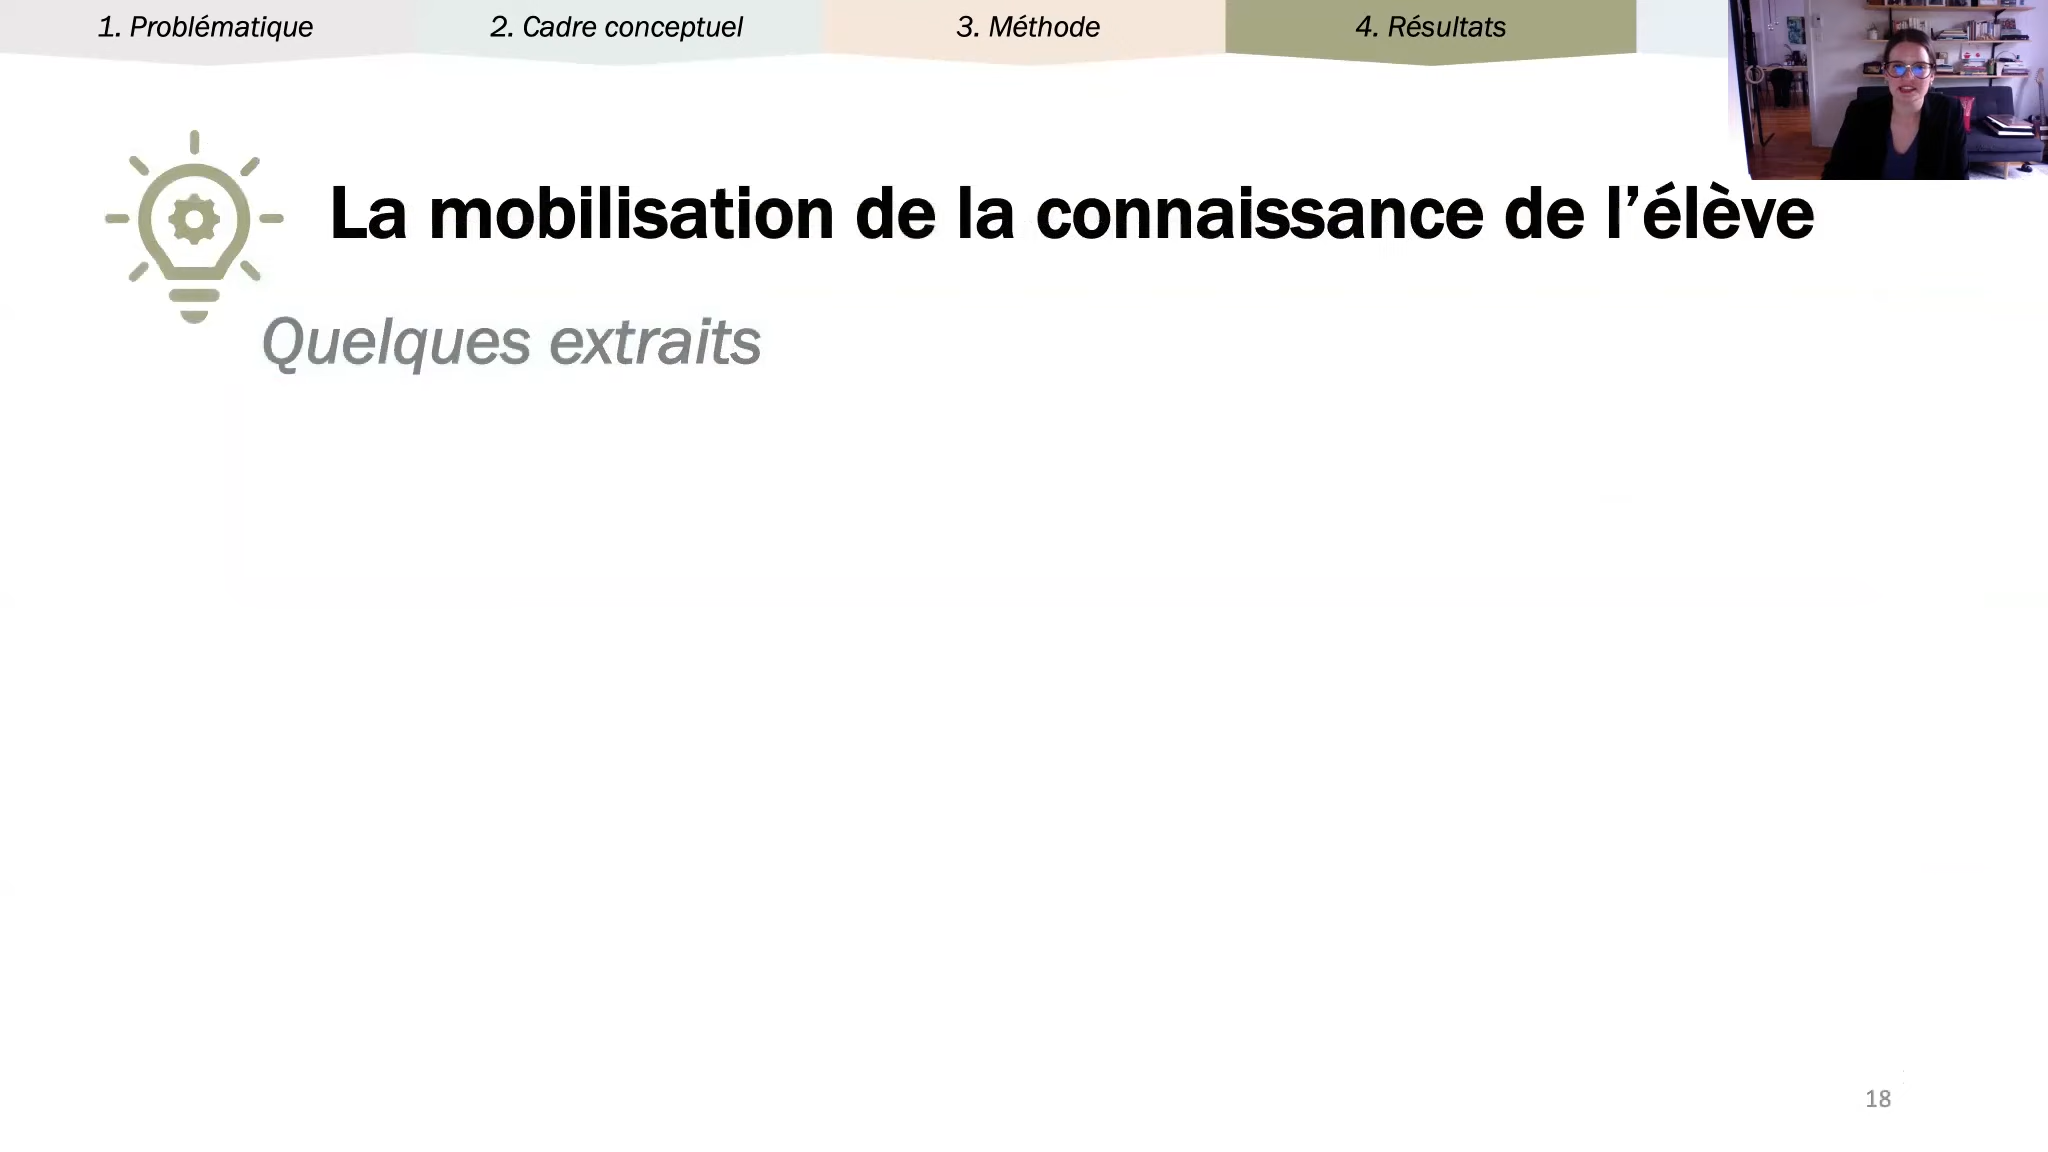 1. Problématique
2. Cadre conceptuel
3. Méthode
4. Résultats
La mobilisation de la connaissance de l’élève
Quelques extraits
18